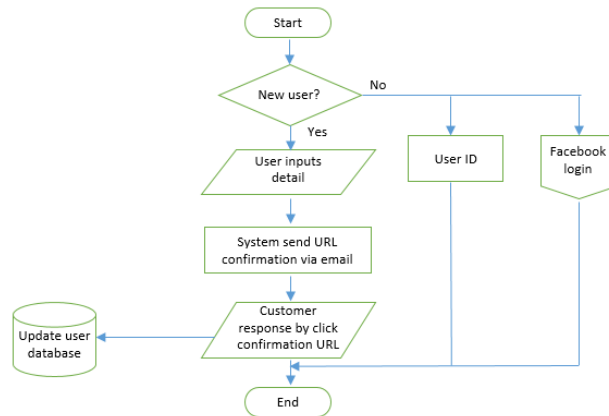 Start
New user?
No
Yes
User inputs
detail
User ID
Facebook
login
System send URL
confirmation via email
Customer
response by click
confirmation URL
Update user
database
End